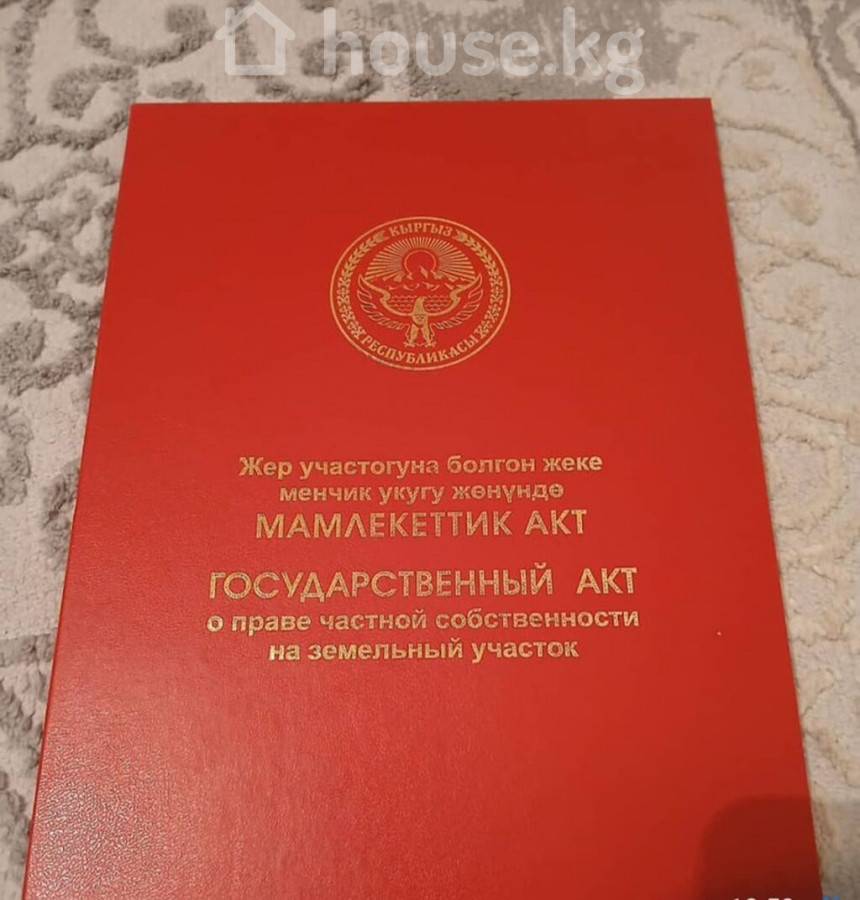 house.kg
КЫРГЫЗ
РЕСПУБЛИКАСЫ
Жер участогуна болгон жеке
менчик укугу жөнүндө
МАМЛЕКЕТТИК АКТ
ГОСУДАРСТВЕННЫЙ АКТ
о праве частной собственности
на земельный участок